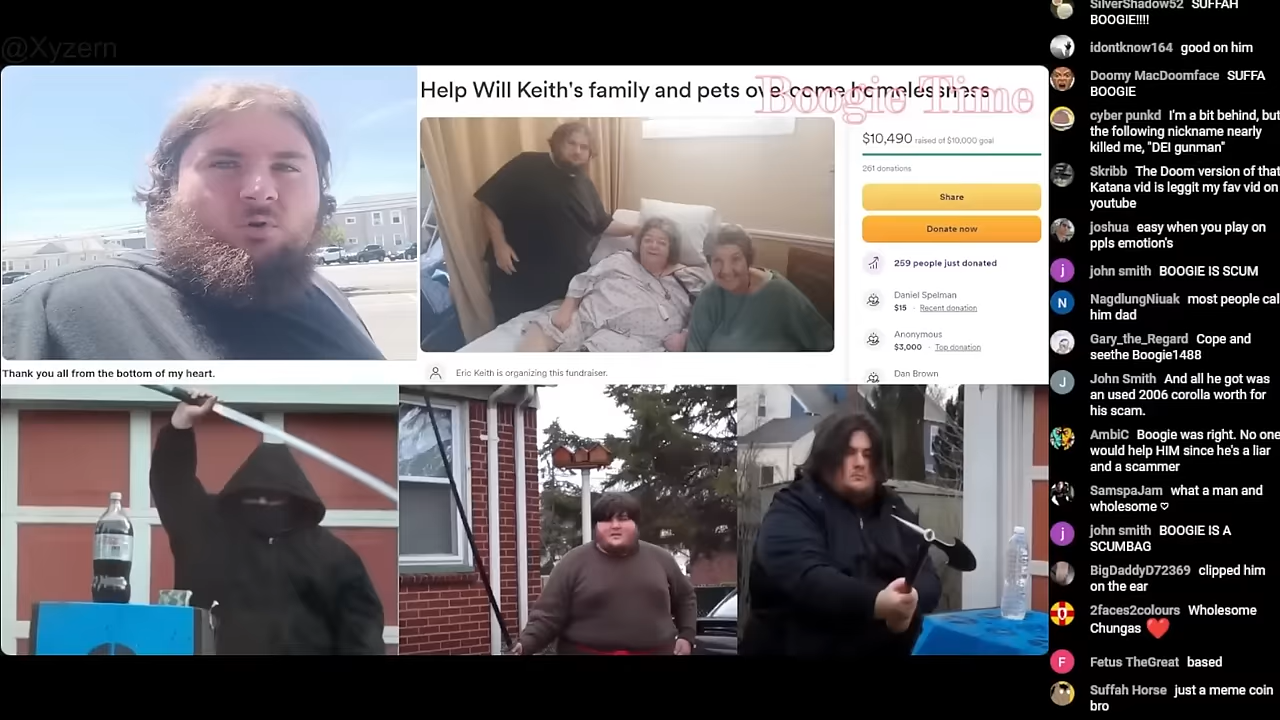 @Xyzern
Help Will Keith's family and pets overcome homelessness
Boogie Time
$10,490 raised of $10,000 goal
261 donations
Share
Donate now
259 people just donated
Daniel Spelman
$15 · Recent donation
Anonymous
$3,000 · Top donation
Dan Brown
Eric Keith is organizing this fundraiser.
Thank you all from the bottom of my heart.
SilverShadow52 SUFFAH
BOOGIE!!!!
idontknow164 good on him
Doomy MacDoomface SUFFA
BOOGIE
cyber punkd I'm a bit behind, but
the following nickname nearly
killed me, "DEI gunman"
Skribb The Doom version of that
Katana vid is leggit my fav vid on
youtube
joshua easy when you play on
ppls emotion's
john smith BOOGIE IS SCUM
NagdlungNiuak most people cal
him dad
Gary_the_Regard Cope and
seethe Boogie1488
John Smith And all he got was
an used 2006 corolla worth for
his scam.
AmbiC Boogie was right. No one
would help HIM since he's a liar
and a scammer
SamspaJam what a man and
wholesome ♡
john smith BOOGIE IS A
SCUMBAG
BigDaddyD72369 clipped him
on the ear
2faces2colours Wholesome
Chungas ❤️
Fetus TheGreat based
Suffah Horse just a meme coin
bro